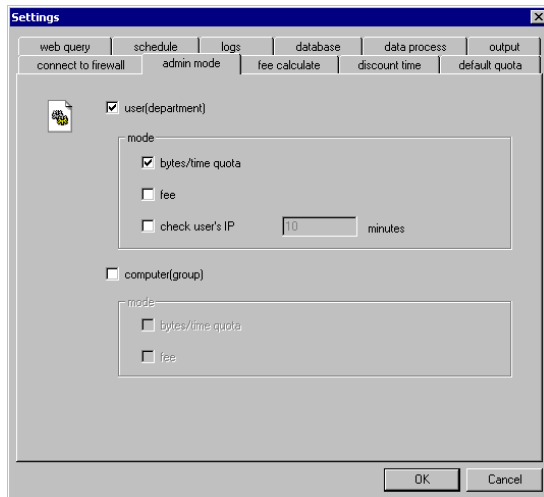 Settings
web query schedule logs database data process output
connect to firewall admin mode fee calculate discount time default quota
user(department)
mode
bytes/time quota
fee
check user's IP 10 minutes
computer(group)
mode
bytes/time quota
fee
OK Cancel